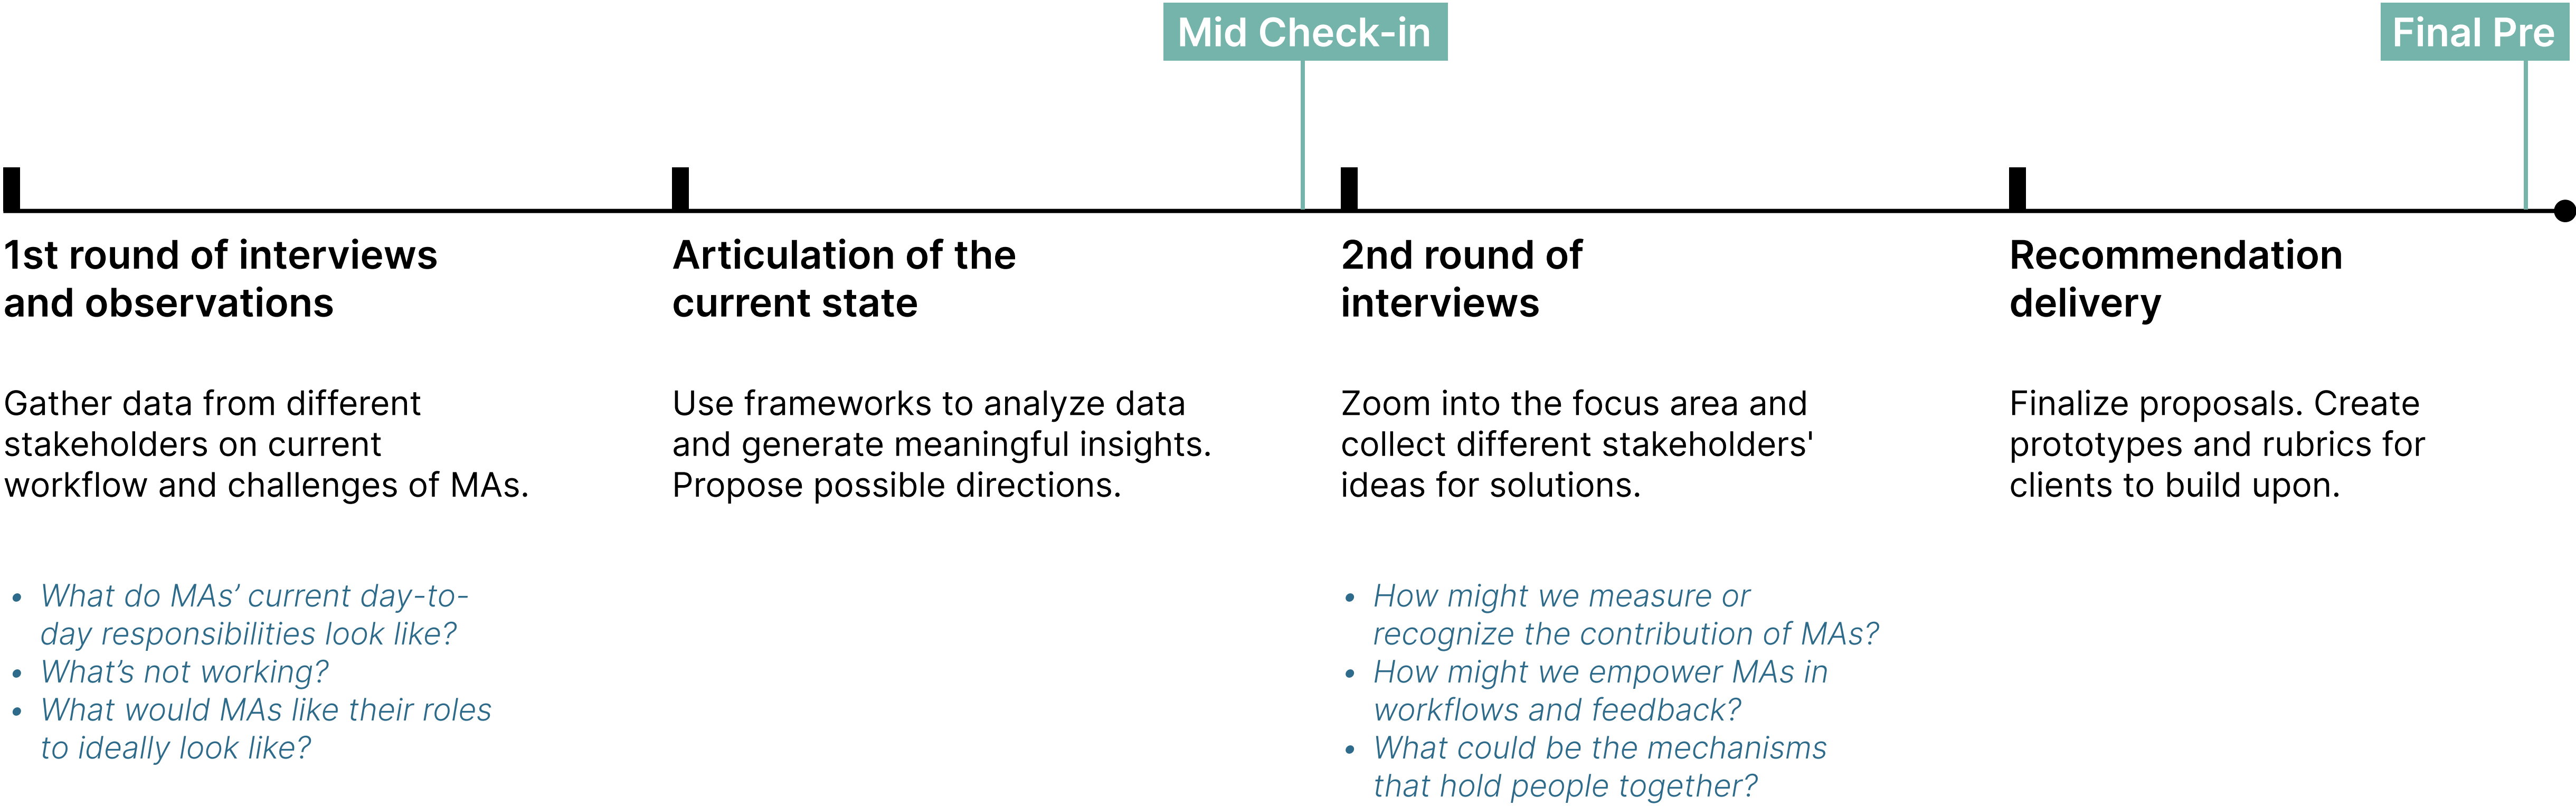 Mid Check-in
Final Pre
1st round of interviews
and observations
Gather data from different
stakeholders on current
workflow and challenges of MAs.
• What do MAs’ current day-to-
day responsibilities look like?
• What’s not working?
• What would MAs like their roles
to ideally look like?
Articulation of the
current state
Use frameworks to analyze data
and generate meaningful insights.
Propose possible directions.
2nd round of
interviews
Zoom into the focus area and
collect different stakeholders'
ideas for solutions.
• How might we measure or
recognize the contribution of MAs?
• How might we empower MAs in
workflows and feedback?
• What could be the mechanisms
that hold people together?
Recommendation
delivery
Finalize proposals. Create
prototypes and rubrics for
clients to build upon.